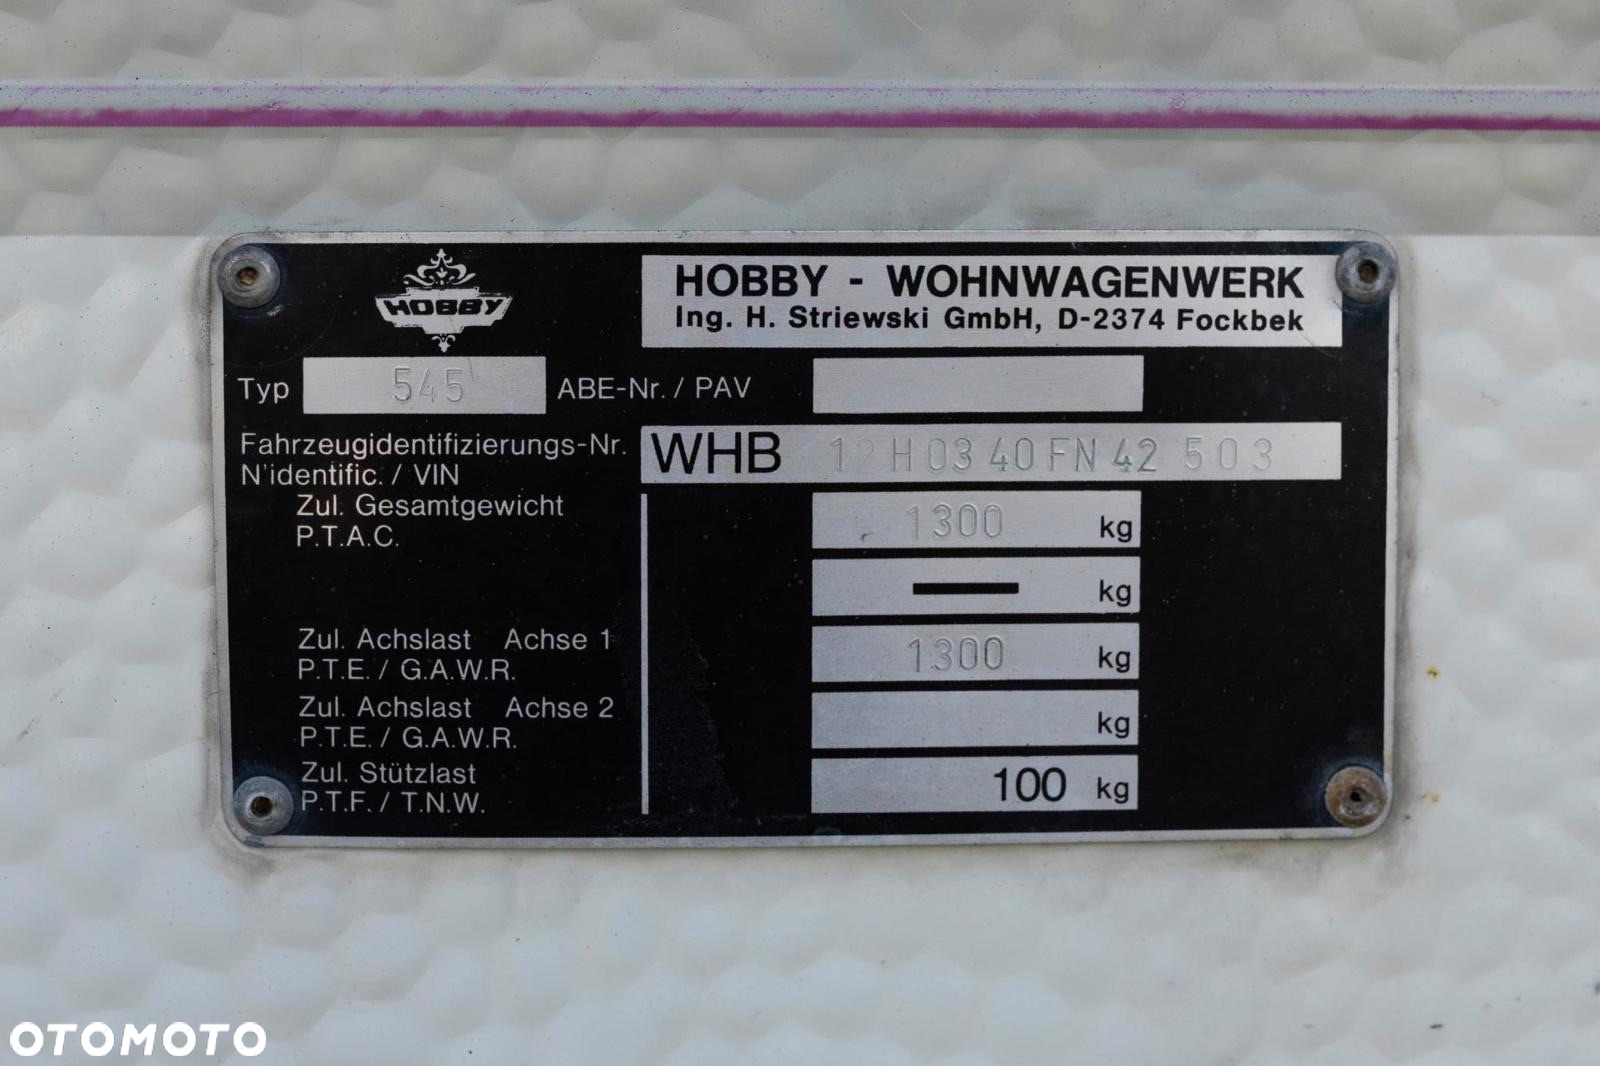 HOBBY
HOBBY - WOHNWAGENWERK
Ing. H. Striewski GmbH, D-2374 Fockbek
Typ 545 ABE-Nr. / PAV
Fahrzeugidentifizierungs-Nr.
N'identific. / VIN
WHB 12H0340FN42503
Zul. Gesamtgewicht
P.T.A.C.
1300 kg
— kg
Zul. Achslast Achse 1
P.T.E. / G.A.W.R.
1300 kg
Zul. Achslast Achse 2
P.T.E. / G.A.W.R.
kg
Zul. Stützlast
P.T.F. / T.N.W.
100 kg
OTOMOTO